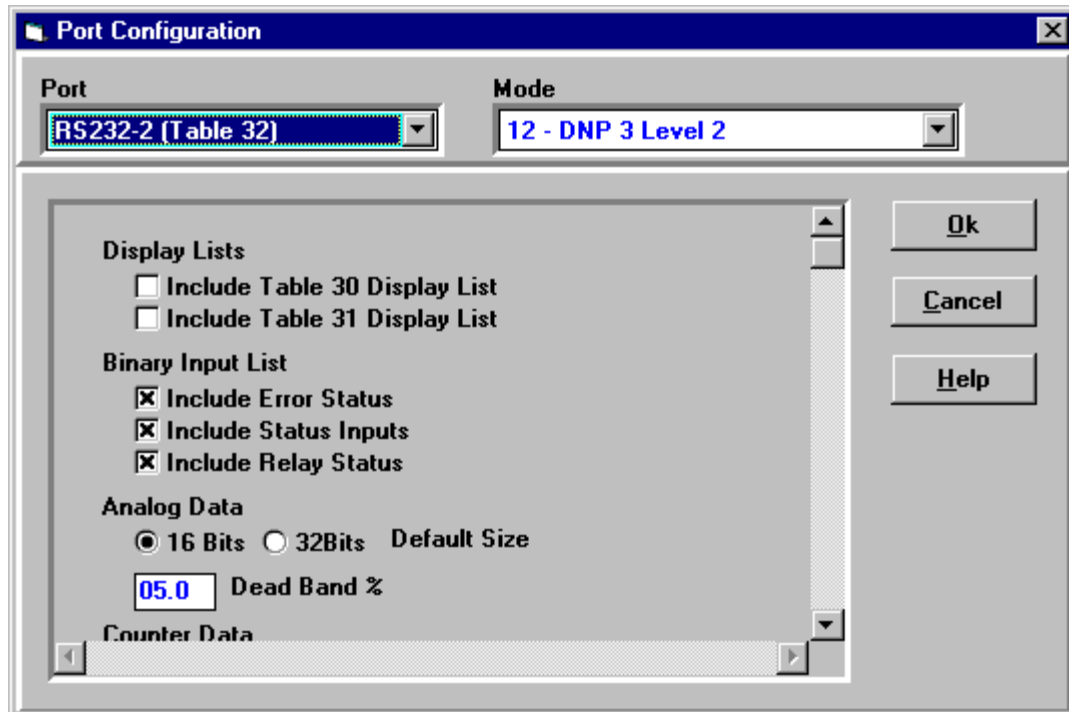 Port Configuration
Port Mode
RS232-2 (Table 32) 12 - DNP 3 Level 2
Ok
Display Lists
Include Table 30 Display List
Cancel
Include Table 31 Display List
Binary Input List
Help
Include Error Status
Include Status Inputs
Include Relay Status
Analog Data
16 Bits 32Bits Default Size
05.0 Dead Band %
Counter Data